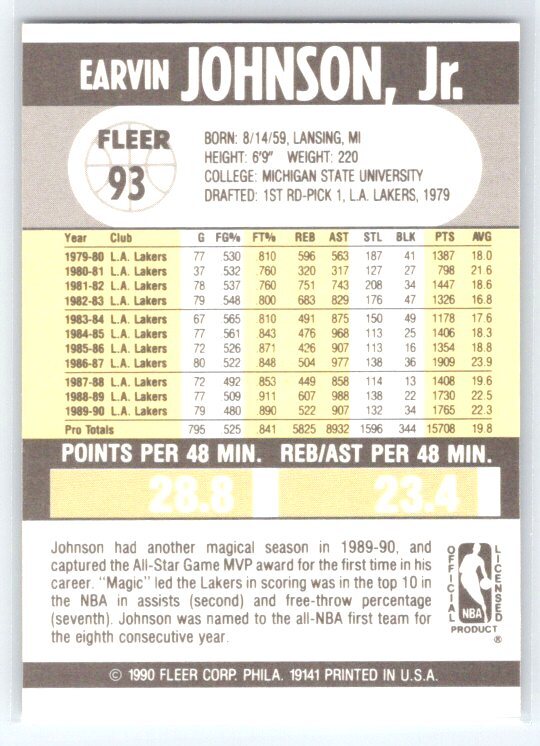 EARVIN JOHNSON, Jr.
FLEER
93
BORN: 8/14/59, LANSING, MI
HEIGHT: 6'9" WEIGHT: 220
COLLEGE: MICHIGAN STATE UNIVERSITY
DRAFTED: 1ST RD-PICK 1, L.A. LAKERS, 1979
Year Club G FG% FT% REB AST STL BLK PTS AVG
1979-80 L.A. Lakers 77 530 810 596 563 187 41 1387 18.0
1980-81 L.A. Lakers 37 532 .760 320 317 127 27 798 21.6
1981-82 L.A. Lakers 78 537 .760 751 743 208 34 1447 18.6
1982-83 L.A. Lakers 79 548 .800 683 829 176 47 1326 16.8
1983-84 L.A. Lakers 67 565 .810 491 875 150 49 1178 17.6
1984-85 L.A. Lakers 77 561 .843 476 968 113 25 1406 18.3
1985-86 L.A. Lakers 72 526 .871 426 907 113 16 1354 18.8
1986-87 L.A. Lakers 80 522 .848 504 977 138 36 1909 23.9
1987-88 L.A. Lakers 72 492 .853 449 858 114 13 1408 19.6
1988-89 L.A. Lakers 77 509 .911 607 988 138 22 1730 22.5
1989-90 L.A. Lakers 79 480 .890 522 907 132 34 1765 22.3
Pro Totals 795 525 .841 5825 8932 1596 344 15708 19.8
POINTS PER 48 MIN. REB/AST PER 48 MIN.
28.8 23.4
Johnson had another magical season in 1989-90, and
captured the All-Star Game MVP award for the first time in his
career. "Magic" led the Lakers in scoring was in the top 10 in
the NBA in assists (second) and free-throw percentage
(seventh). Johnson was named to the all-NBA first team for
the eighth consecutive year.
OFFICIAL LICENSED
NBA
PRODUCT
®
© 1990 FLEER CORP. PHILA. 19141 PRINTED IN U.S.A.